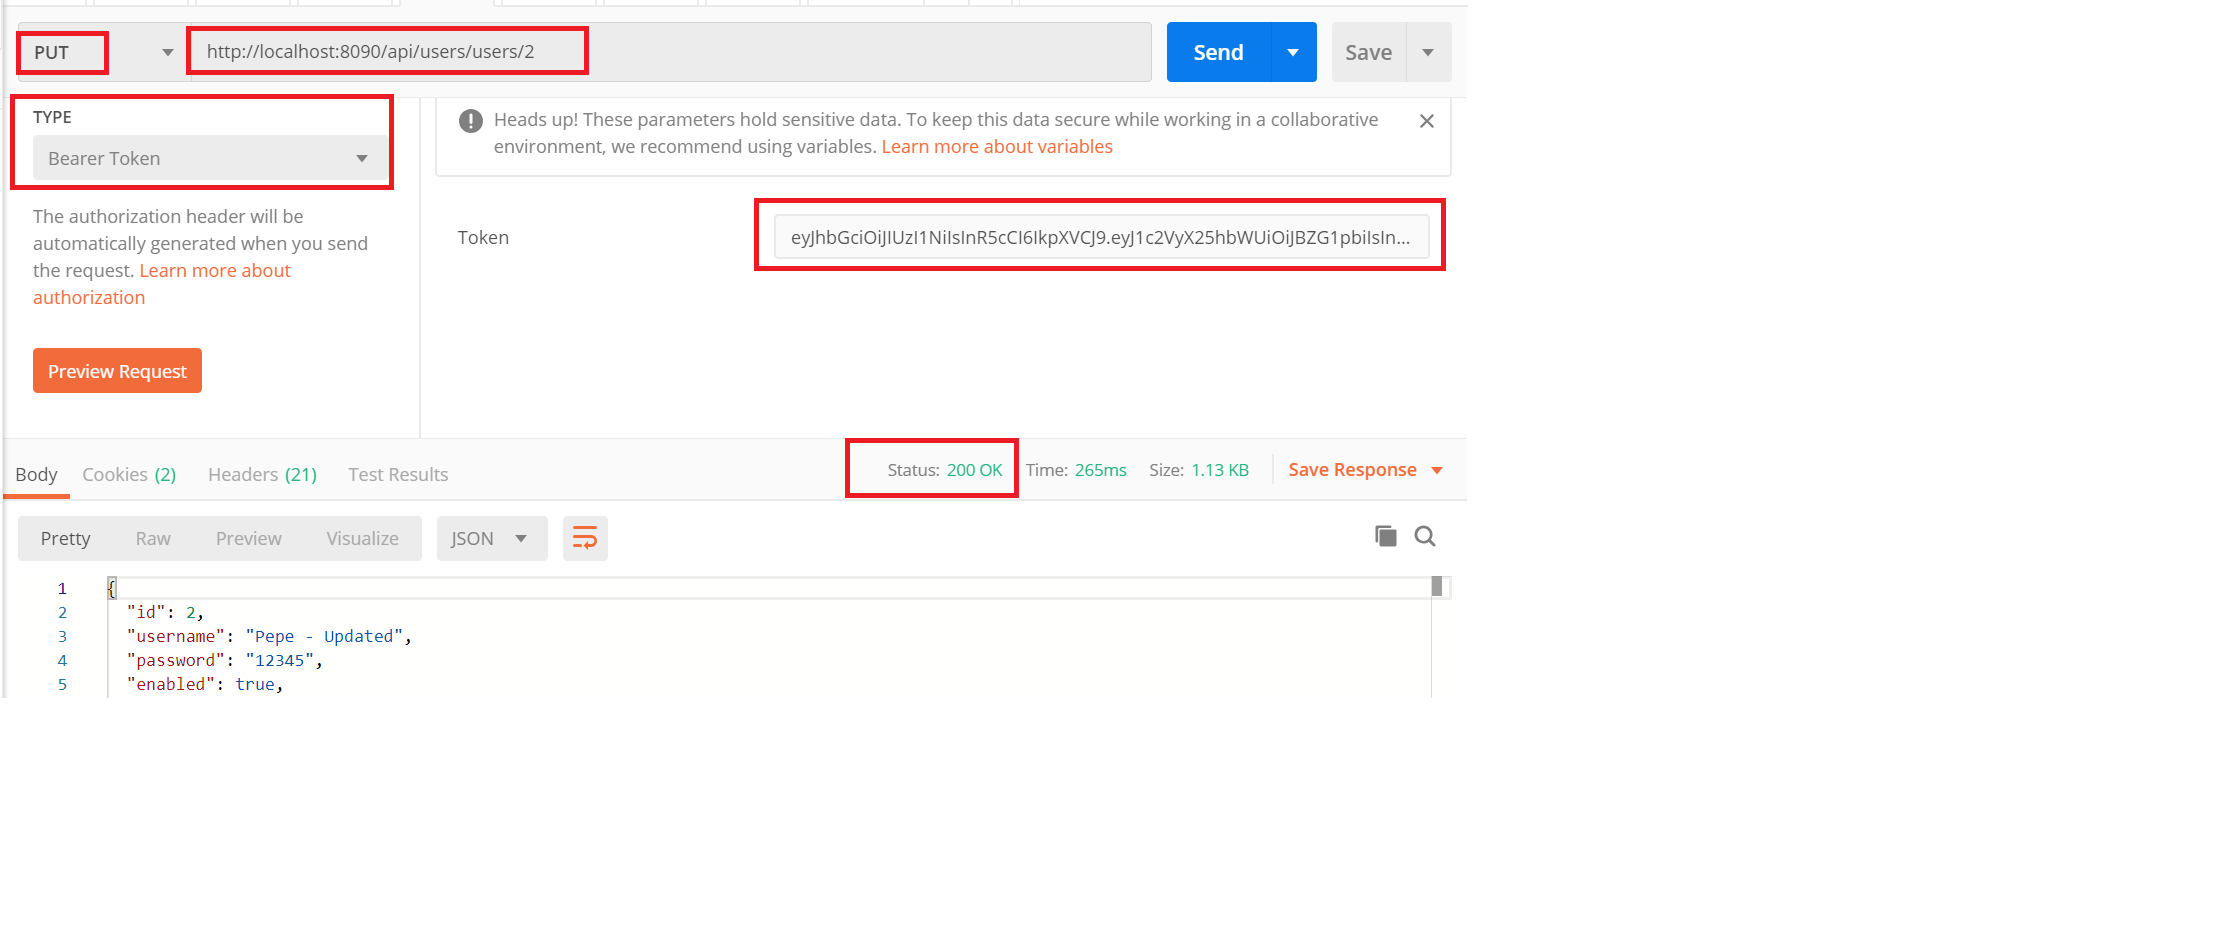 PUT
http://localhost:8090/api/users/users/2
Send
Save
TYPE
Bearer Token
The authorization header will be
automatically generated when you send
the request. Learn more about
authorization
Preview Request
Heads up! These parameters hold sensitive data. To keep this data secure while working in a collaborative
environment, we recommend using variables. Learn more about variables
Token
eyJhbGciOiJIUzI1NiIsInR5cCI6IkpXVCJ9.eyJ1c2VyX25hbWUiOiJBZG1pbiIsIn...
Body
Cookies (2)
Headers (21)
Test Results
Status: 200 OK
Time: 265ms
Size: 1.13 KB
Save Response
Pretty
Raw
Preview
Visualize
JSON
1 {
2 "id": 2,
3 "username": "Pepe - Updated",
4 "password": "12345",
5 "enabled": true,